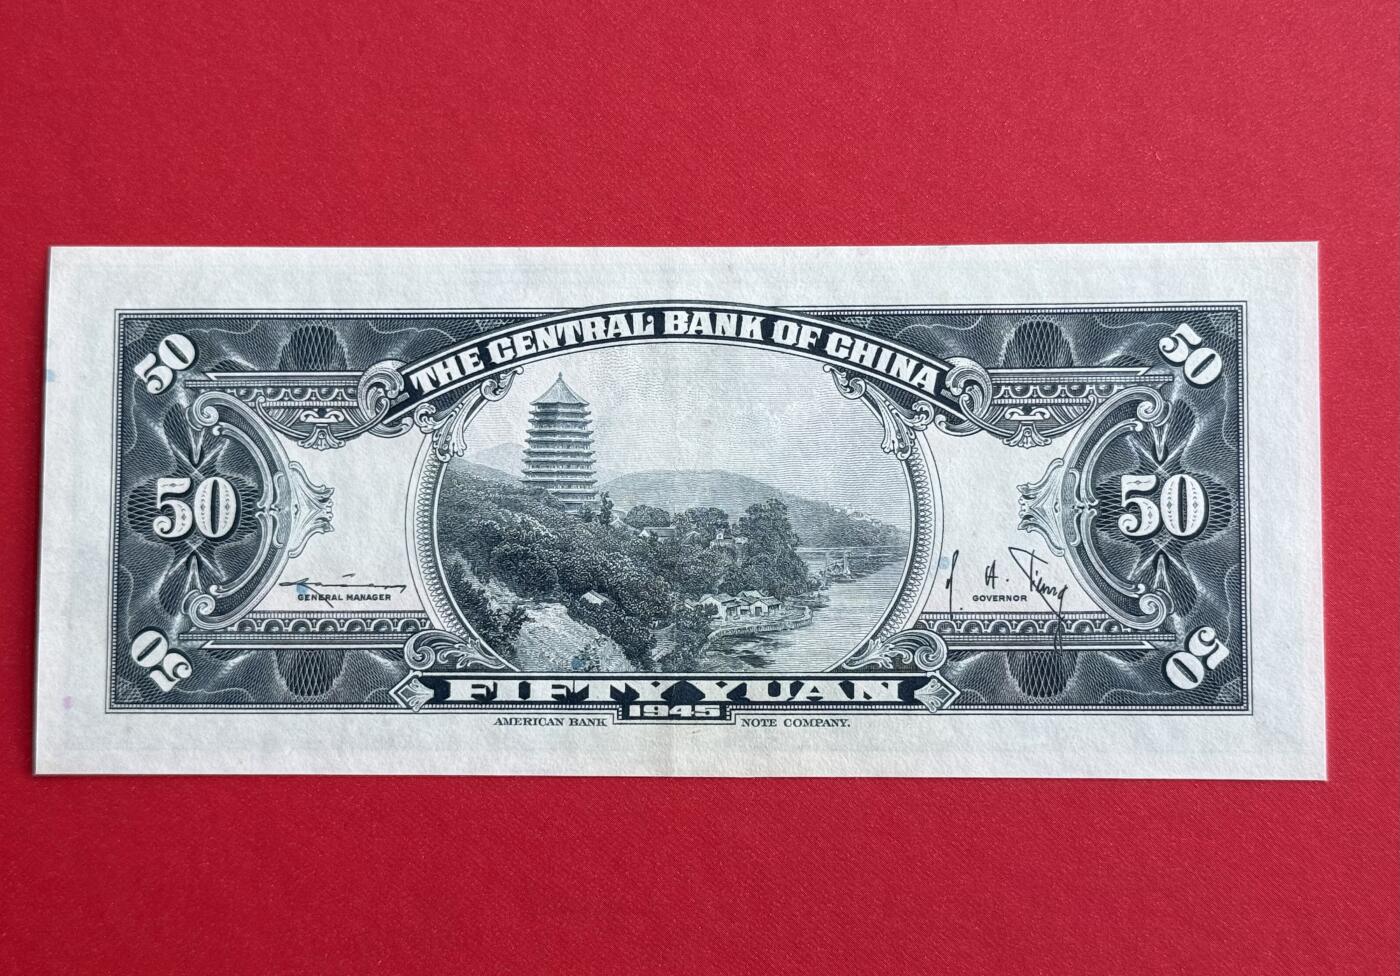 THE CENTRAL BANK OF CHINA
50 50
50 50
GENERAL MANAGER GOVERNOR
50 50
FIFTY YUAN
1945
AMERICAN BANK NOTE COMPANY.